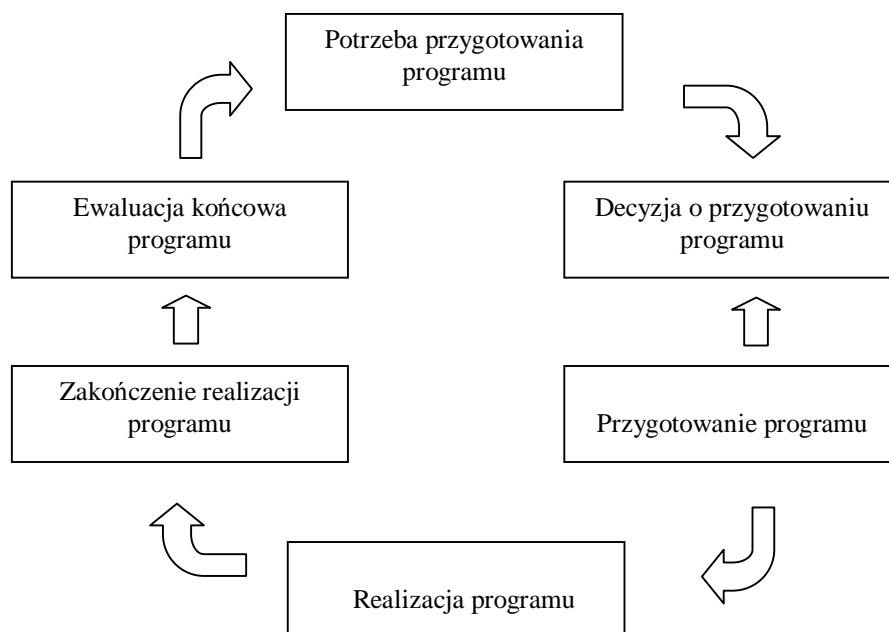 Potrzeba przygotowania
programu
Ewaluacja końcowa
programu
Decyzja o przygotowaniu
programu
Zakończenie realizacji
programu
Przygotowanie programu
Realizacja programu